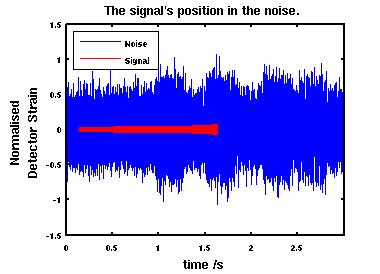 The signal's position in the noise.
1.5
Noise
Signal
1
0.5
0
-0.5
-1
-1.5
Normalised
Detector Strain
0 0.5 1 1.5 2 2.5
time /s